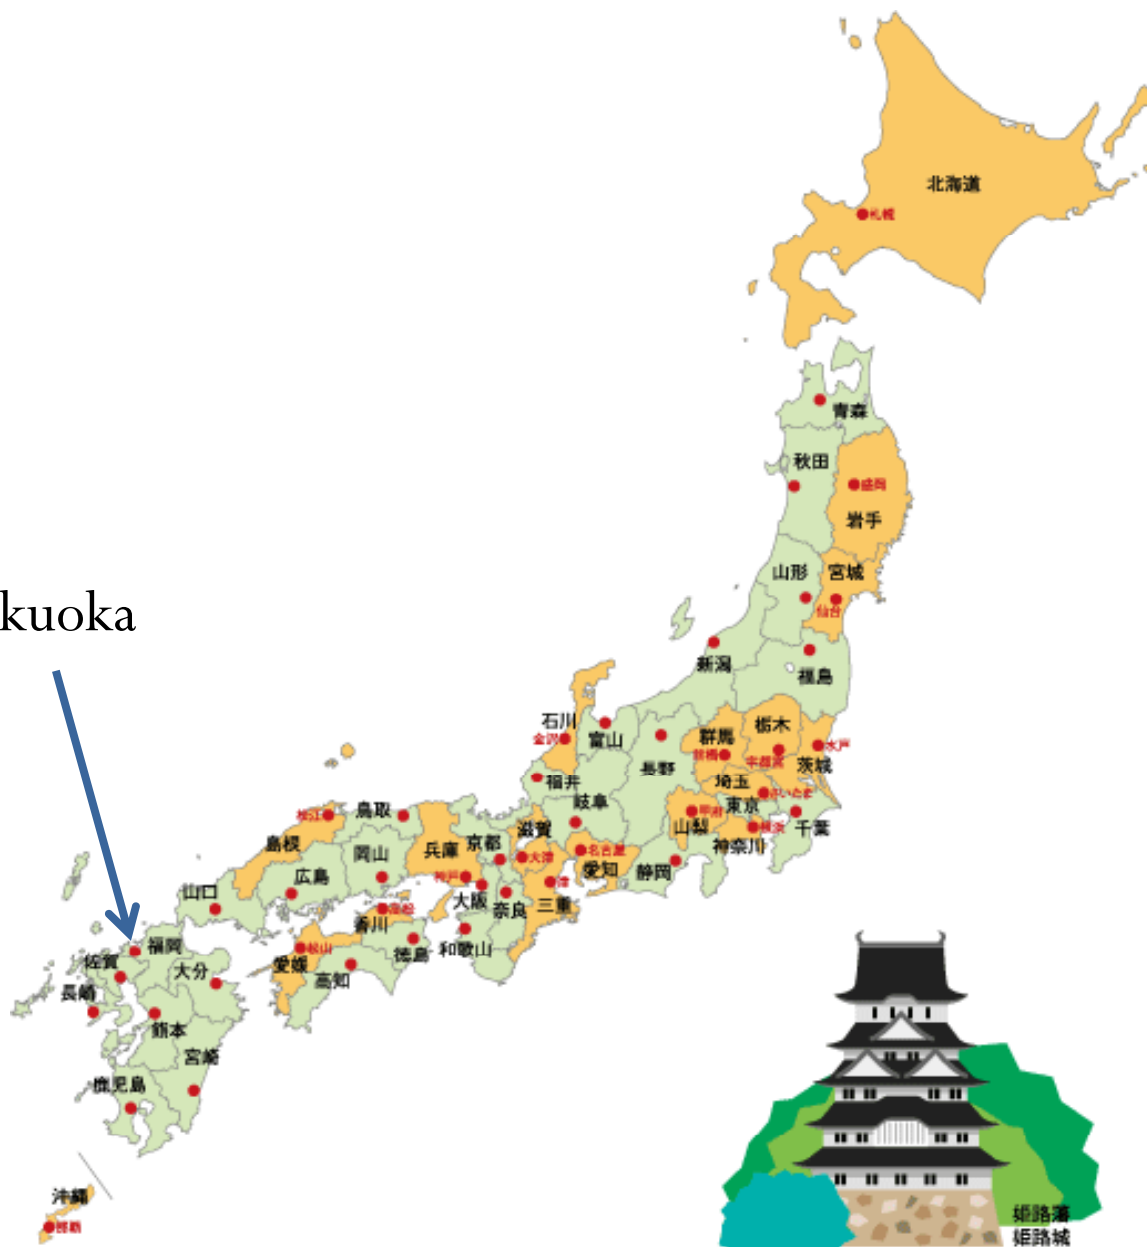 北海道
札幌
青森
秋田
盛岡
岩手
山形
宮城
仙台
kuoka
新潟
福島
石川
金沢
富山
群馬
前橋
栃木
宇都宮
水戸
茨城
長野
福井
埼玉
さいたま
岐阜
東京
甲府
山梨
横浜
千葉
神奈川
鳥取
松江
島根
岡山
兵庫
京都
滋賀
大津
名古屋
愛知
静岡
神戸
津
広島
山口
大阪
奈良
三重
高松
香川
徳島
和歌山
松山
愛媛
高知
福岡
佐賀
大分
長崎
熊本
宮崎
鹿児島
沖縄
那覇
姫路藩
姫路城